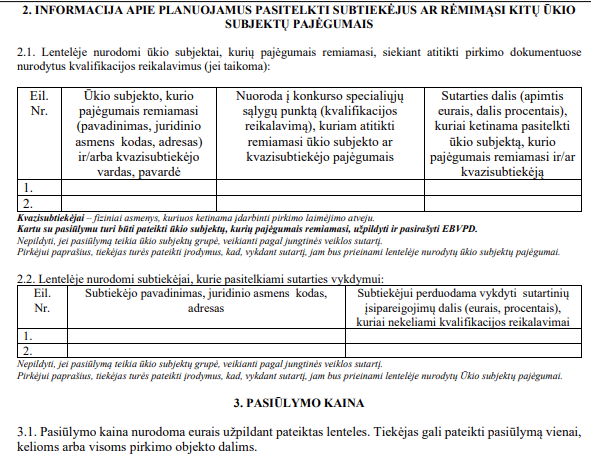 2. INFORMACIJA APIE PLANUOJAMUS PASITELKTI SUBTIEKĖJUS AR RĖMIMĄSI KITŲ ŪKIO
SUBJEKTŲ PAJĖGUMAIS
2.1. Lentelėje nurodomi ūkio subjektai, kurių pajėgumais remiamasi, siekiant atitikti pirkimo dokumentuose
nurodytus kvalifikacijos reikalavimus (jei taikoma):
Eil.
Nr.
Ūkio subjekto, kurio
pajėgumais remiamasi
(pavadinimas, juridinio
asmens kodas, adresas)
ir/arba kvazisubtiekėjo
vardas, pavardė
Nuoroda į konkurso specialiųjų
sąlygų punktą (kvalifikacijos
reikalavimą), kuriam atitikti
remiamasi ūkio subjekto ar
kvazisubtiekėjo pajėgumais
Sutarties dalis (apimtis
eurais, dalis procentais),
kuriai ketinama pasitelkti
ūkio subjektą, kurio
pajėgumais remiamasi ir/ar
kvazisubtiekėją
1.
2.
Kvazisubtiekėjai – fiziniai asmenys, kuriuos ketinama įdarbinti pirkimo laimėjimo atveju.
Kartu su pasiūlymu turi būti pateikti ūkio subjektų, kurių pajėgumais remiamasi, užpildyti ir pasirašyti EBVPD.
Nepildyti, jei pasiūlymą teikia ūkio subjektų grupė, veikianti pagal jungtinės veiklos sutartį.
Pirkėjui paprašius, tiekėjas turės pateikti įrodymus, kad, vykdant sutartį, jam bus prieinami lentelėje nurodytų ūkio subjektų pajėgumai.
2.2. Lentelėje nurodomi subtiekėjai, kurie pasitelkiami sutarties vykdymui:
Eil.
Nr.
Subtiekėjo pavadinimas, juridinio asmens kodas,
adresas
Subtiekėjui perduodama vykdyti sutartinių
įsipareigojimų dalis (eurais, procentais),
kuriai nekeliami kvalifikacijos reikalavimai
1.
2.
Nepildyti, jei pasiūlymą teikia ūkio subjektų grupė, veikianti pagal jungtinės veiklos sutartį.
Pirkėjui paprašius, tiekėjas turės pateikti įrodymus, kad, vykdant sutartį, jam bus prieinami lentelėje nurodytų Ūkio subjektų pajėgumai.
3. PASIŪLYMO KAINA
3.1. Pasiūlymo kaina nurodoma eurais užpildant pateiktas lenteles. Tiekėjas gali pateikti pasiūlymą vienai,
kelioms arba visoms pirkimo objekto dalims.